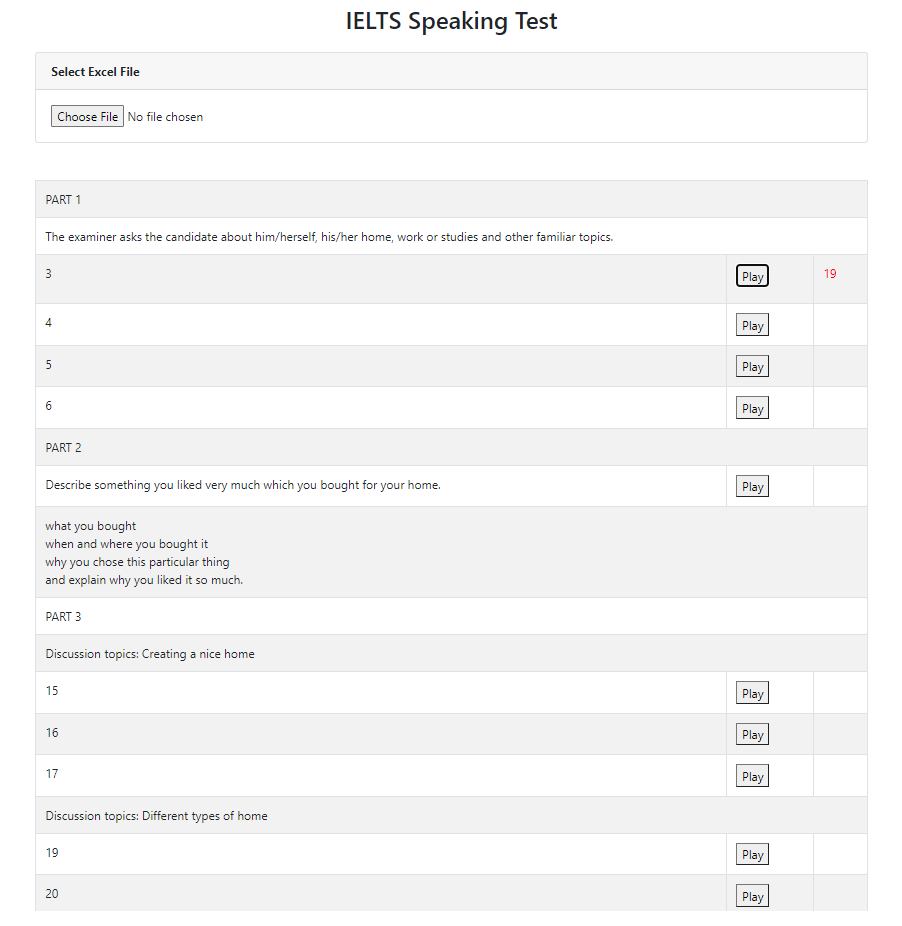 IELTS Speaking Test
Select Excel File
Choose File No file chosen
PART 1
The examiner asks the candidate about him/herself, his/her home, work or studies and other familiar topics.
3 Play 19
4 Play
5 Play
6 Play
PART 2
Describe something you liked very much which you bought for your home. Play
what you bought
when and where you bought it
why you chose this particular thing
and explain why you liked it so much.
PART 3
Discussion topics: Creating a nice home
15 Play
16 Play
17 Play
Discussion topics: Different types of home
19 Play
20 Play